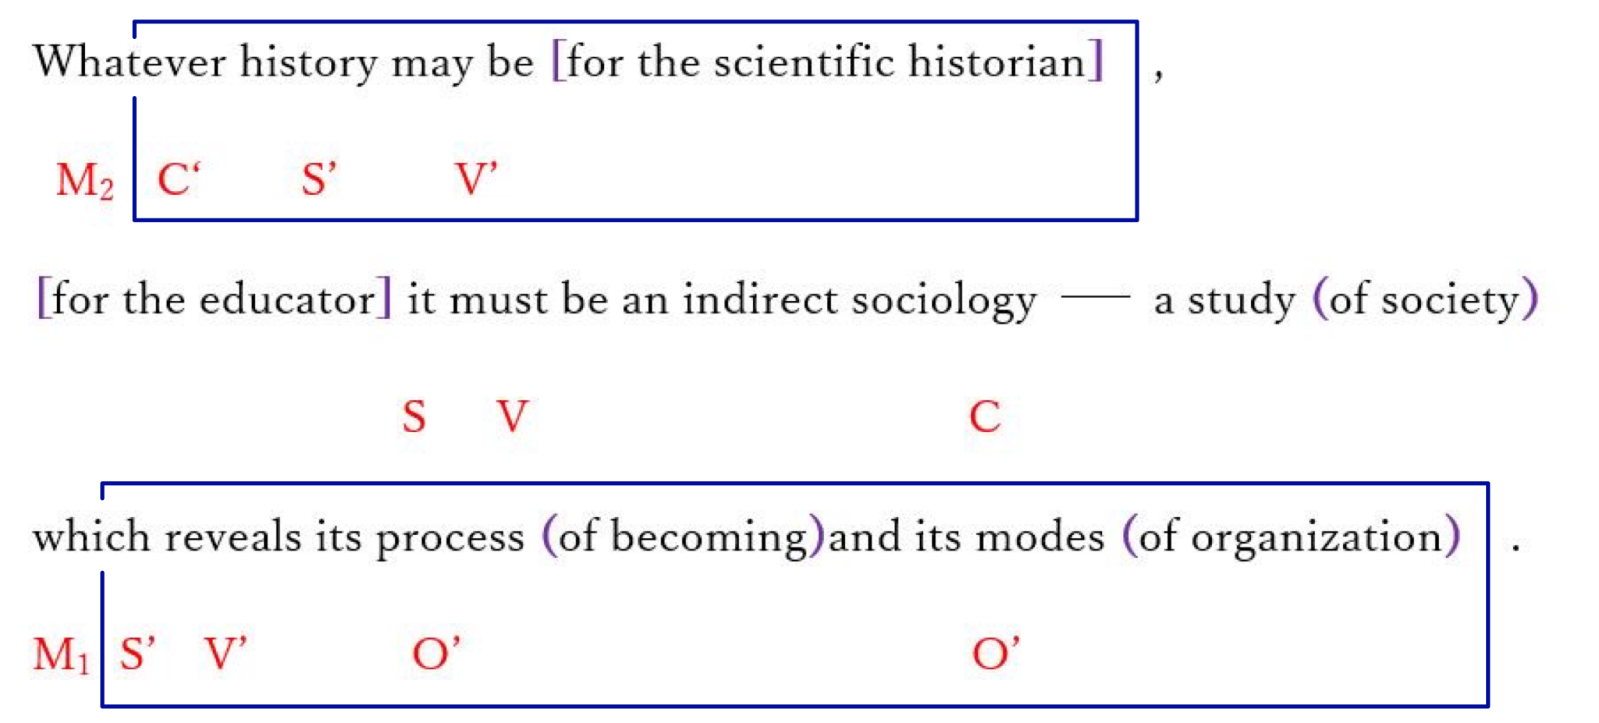 Whatever history may be [for the scientific historian] ,
M₂ C‘ S’ V’
[for the educator] it must be an indirect sociology — a study (of society)
S V C
which reveals its process (of becoming)and its modes (of organization) .
M₁ S’ V’ O’ O’